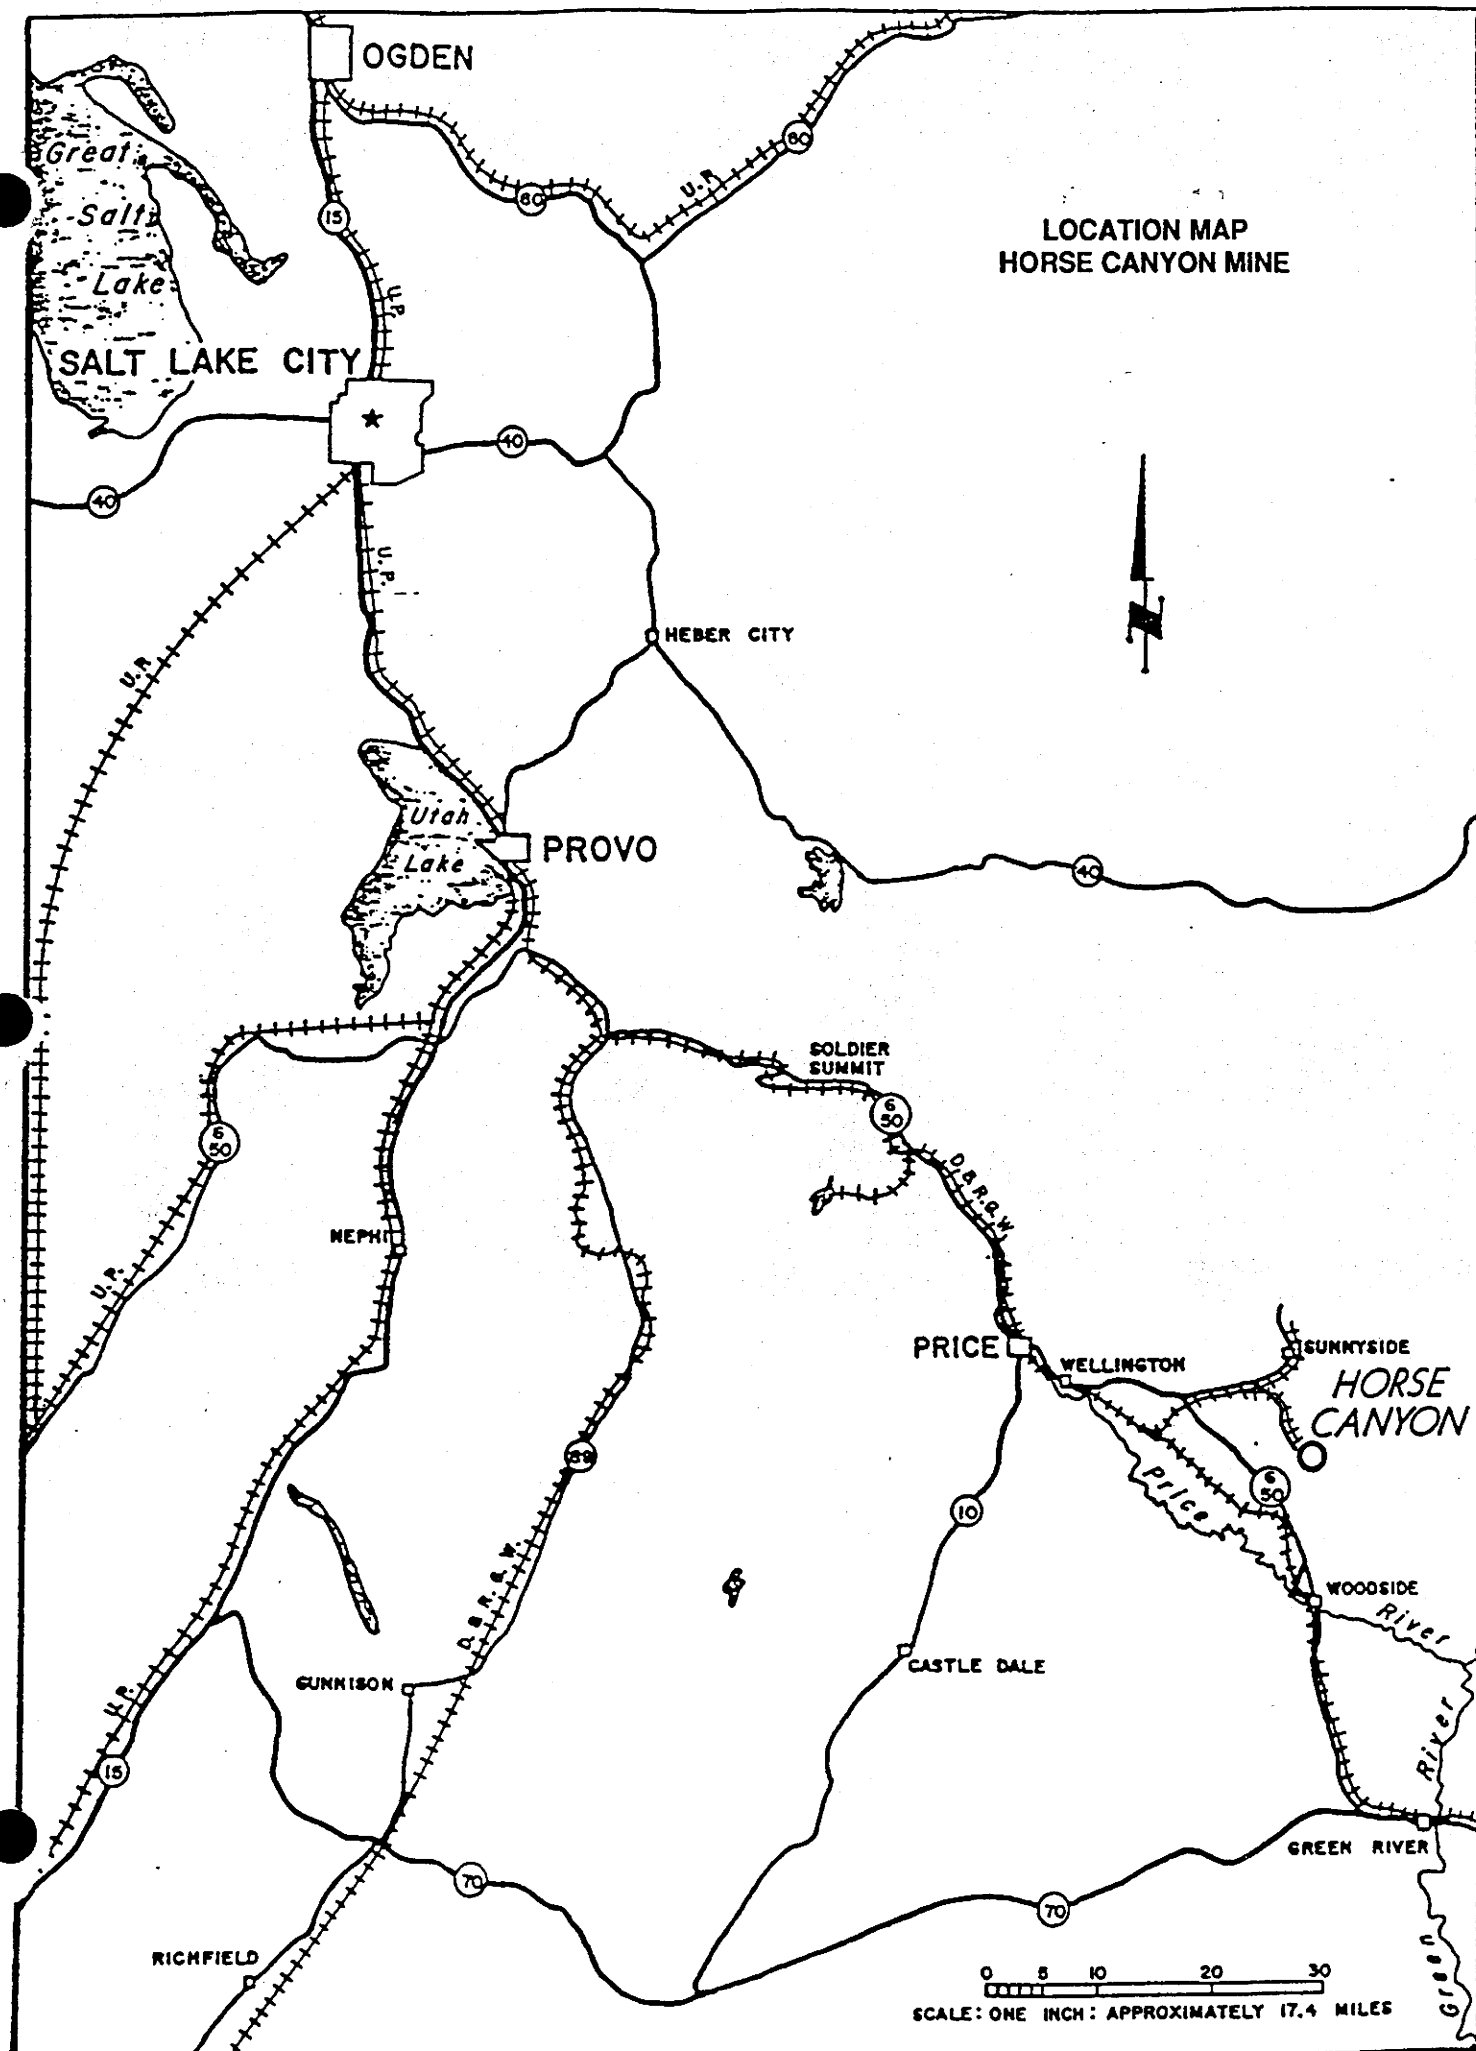 OGDEN
Great
Salt
Lake
15
80
80
U.P.
LOCATION MAP
HORSE CANYON MINE
U.P.
SALT LAKE CITY
40
40
U.P.
HEBER CITY
U.P.
N
Utah
Lake
PROVO
40
SOLDIER
SUMMIT
6
50
6
50
D.&R.G.W.
NEPHI
U.P.
PRICE
WELLINGTON
SUNNYSIDE
HORSE
CANYON
89
10
Price
6
50
D.&R.G.W.
WOODSIDE
River
GUNNISON
CASTLE DALE
U.P.
15
River
GREEN RIVER
70
70
Green
RICHFIELD
0 5 10 20 30
SCALE: ONE INCH: APPROXIMATELY 17.4 MILES